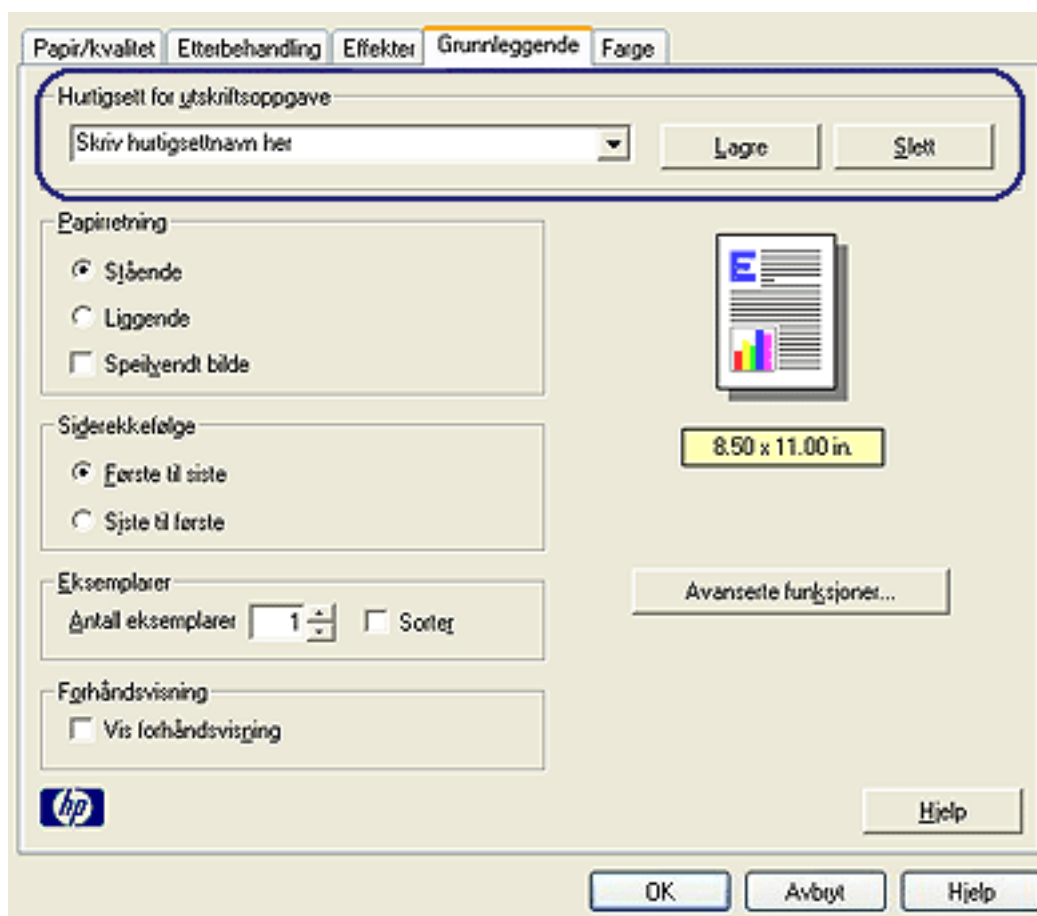 Papir/kvalitet Etterbehandling Effekter Grunnleggende Farge
Hurtigsett for utskriftsoppgave
Skriv hurtigsettnavn her Lagre Slett
Papirretning
Stående
Liggende
Speilvendt bilde
E
8.50 x 11.00 in.
Siderekkefølge
Første til siste
Siste til første
Eksemplarer
Antall eksemplarer 1 Sorter
Avanserte funksjoner...
Forhåndsvisning
Vis forhåndsvisning
hp
Hjelp
OK Avbryt Hjelp